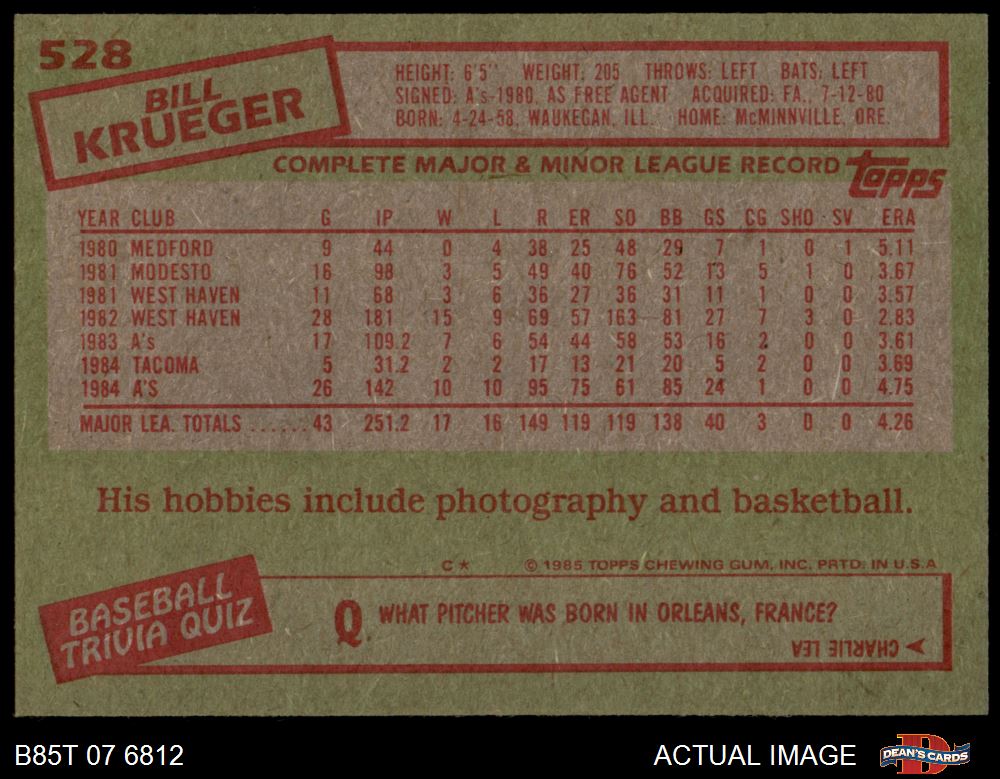 528
BILL
KRUEGER
HEIGHT: 6'5" WEIGHT: 205 THROWS: LEFT BATS: LEFT
SIGNED: A's-1980, AS FREE AGENT ACQUIRED: FA, 7-12-80
BORN: 4-24-58, WAUKEGAN, ILL. HOME: McMINNVILLE, ORE.
COMPLETE MAJOR & MINOR LEAGUE RECORD
Topps
YEAR CLUB G IP W L R ER SO BB GS CG SHO SV ERA
1980 MEDFORD 9 44 0 4 38 25 48 29 7 1 0 1 5.11
1981 MODESTO 16 98 3 5 49 40 76 52 13 5 1 0 3.67
1981 WEST HAVEN 11 68 3 6 36 27 36 31 11 1 0 0 3.57
1982 WEST HAVEN 28 181 15 9 69 57 163 81 27 7 3 0 2.83
1983 A's 17 109.2 7 6 54 44 58 53 16 2 0 0 3.61
1984 TACOMA 5 31.2 2 2 17 13 21 20 5 2 0 0 3.69
1984 A'S 26 142 10 10 95 75 61 85 24 1 0 0 4.75
MAJOR LEA. TOTALS ...... 43 251.2 17 16 149 119 119 138 40 3 0 0 4.26
His hobbies include photography and basketball.
C* © 1985 TOPPS CHEWING GUM, INC. PRTD. IN U.S.A
BASEBALL
TRIVIA QUIZ
Q. WHAT PITCHER WAS BORN IN ORLEANS, FRANCE?
CHARLIE LEA
B85T 07 6812
ACTUAL IMAGE
D
DEAN'S CARDS